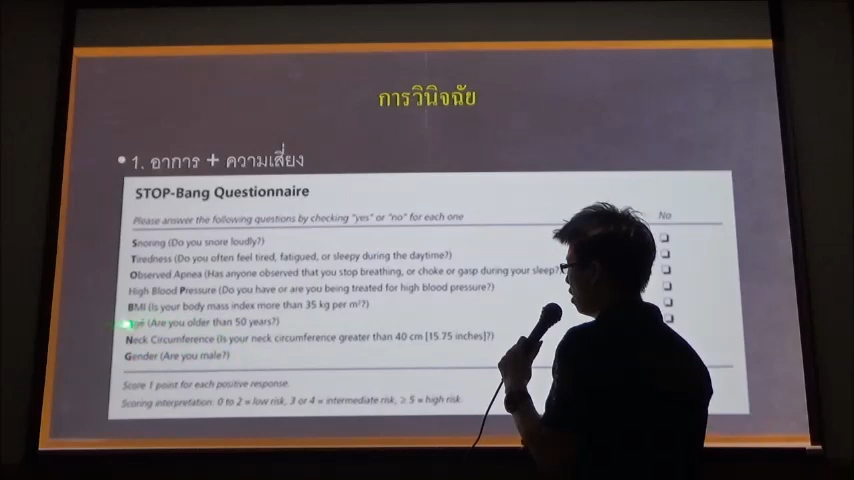 การวินิจฉัย
• 1. อาการ + ความเสี่ยง
STOP-Bang Questionnaire
Please answer the following questions by checking "yes" or "no" for each one
No
Snoring (Do you snore loudly?)
Tiredness (Do you often feel tired, fatigued, or sleepy during the daytime?)
Observed Apnea (Has anyone observed that you stop breathing, or choke or gasp during your sleep?
High Blood Pressure (Do you have or are you being treated for high blood pressure?)
BMI (Is your body mass index more than 35 kg per m²?)
(Are you older than 50 years?)
Neck Circumference (Is your neck circumference greater than 40 cm [15.75 inches]?)
Gender (Are you male?)
Score 1 point for each positive response.
Scoring interpretation: 0 to 2 = low risk, 3 or 4 = intermediate risk, ≥ 5 = high risk.